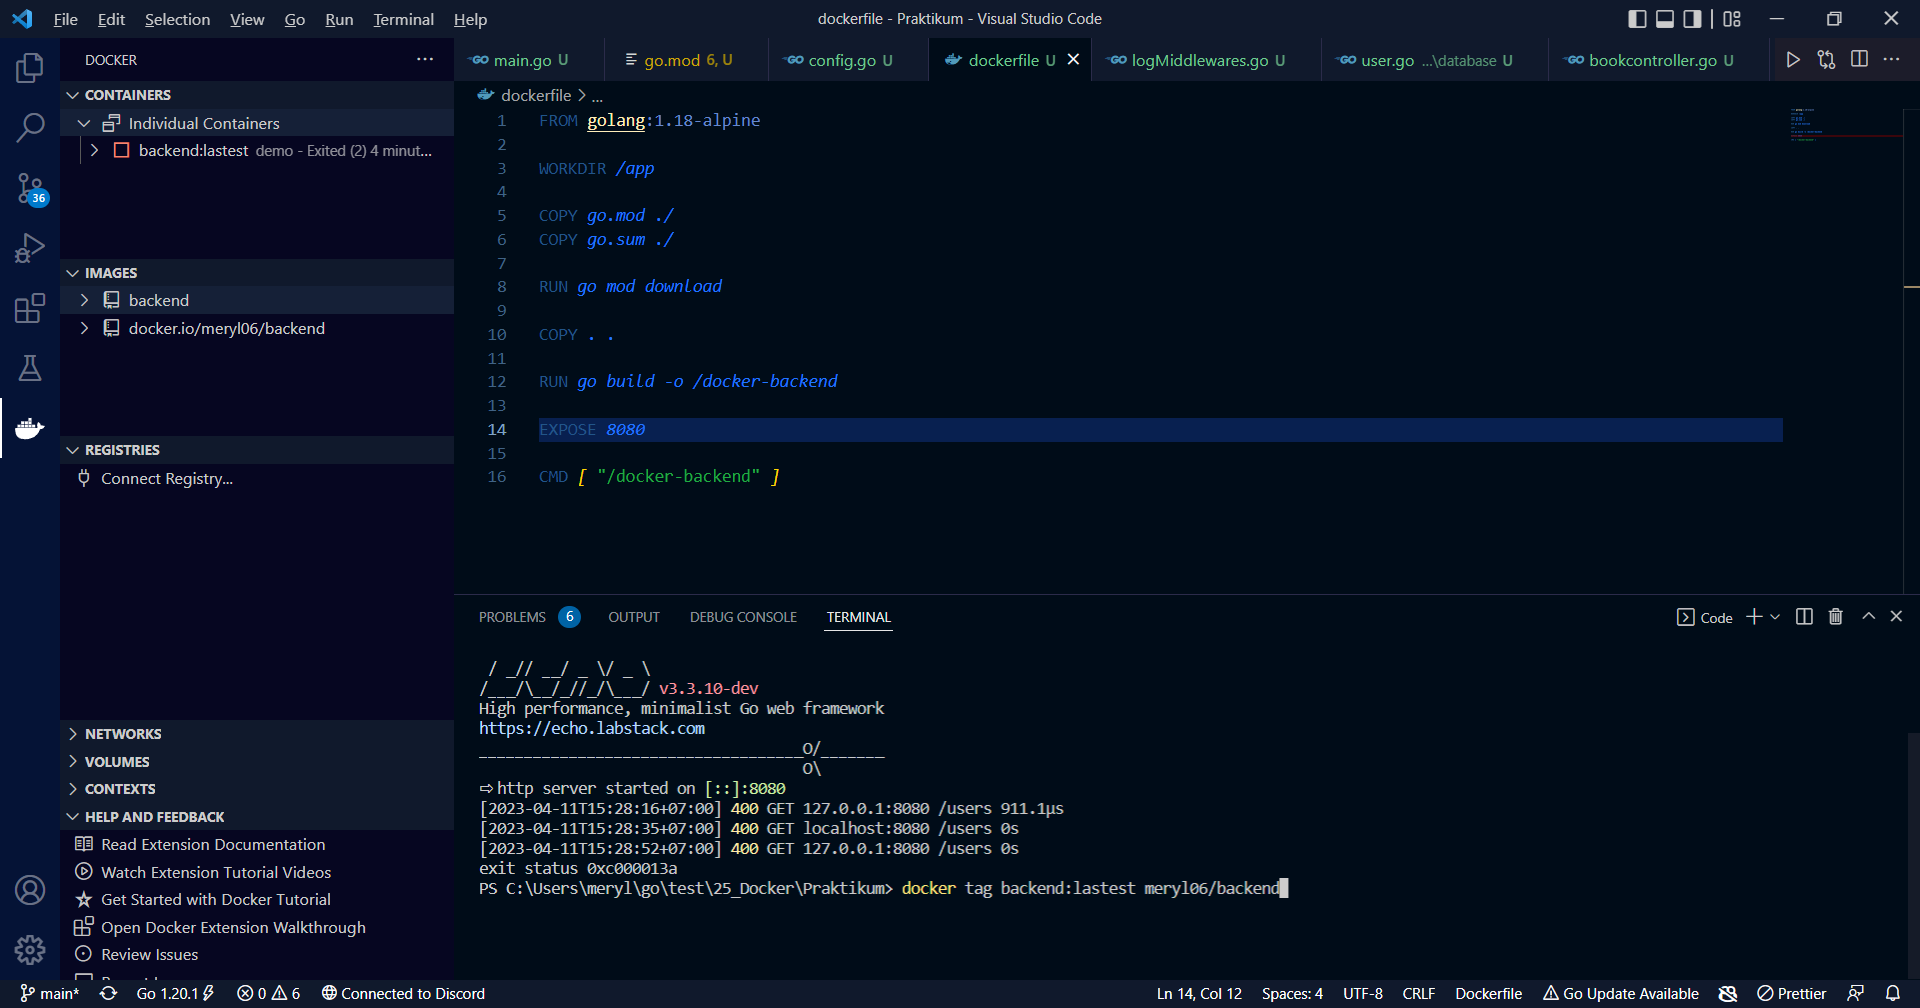 File Edit Selection View Go Run Terminal Help
dockerfile - Praktikum - Visual Studio Code
DOCKER
CONTAINERS
Individual Containers
backend:lastest demo - Exited (2) 4 minut...
IMAGES
backend
docker.io/meryl06/backend
REGISTRIES
Connect Registry...
NETWORKS
VOLUMES
CONTEXTS
HELP AND FEEDBACK
Read Extension Documentation
Watch Extension Tutorial Videos
Get Started with Docker Tutorial
Open Docker Extension Walkthrough
Review Issues
36
main.go U
go.mod 6, U
config.go U
dockerfile U
logMiddlewares.go U
user.go ...\database U
bookcontroller.go U
dockerfile > ...
1 FROM golang:1.18-alpine
2
3 WORKDIR /app
4
5 COPY go.mod ./
6 COPY go.sum ./
7
8 RUN go mod download
9
10 COPY . .
11
12 RUN go build -o /docker-backend
13
14 EXPOSE 8080
15
16 CMD [ "/docker-backend" ]
PROBLEMS 6 OUTPUT DEBUG CONSOLE TERMINAL
Code
/ _// __/ _ \/ _ \
/___/\__/_//_/\___/ v3.3.10-dev
High performance, minimalist Go web framework
https://echo.labstack.com
____________________________________O/_______
O\
⇨ http server started on [::]:8080
[2023-04-11T15:28:16+07:00] 400 GET 127.0.0.1:8080 /users 911.1µs
[2023-04-11T15:28:35+07:00] 400 GET localhost:8080 /users 0s
[2023-04-11T15:28:52+07:00] 400 GET 127.0.0.1:8080 /users 0s
exit status 0xc000013a
PS C:\Users\meryl\go\test\25_Docker\Praktikum> docker tag backend:lastest meryl06/backend
main* Go 1.20.1 0 6 Connected to Discord
Ln 14, Col 12 Spaces: 4 UTF-8 CRLF Dockerfile Go Update Available Prettier